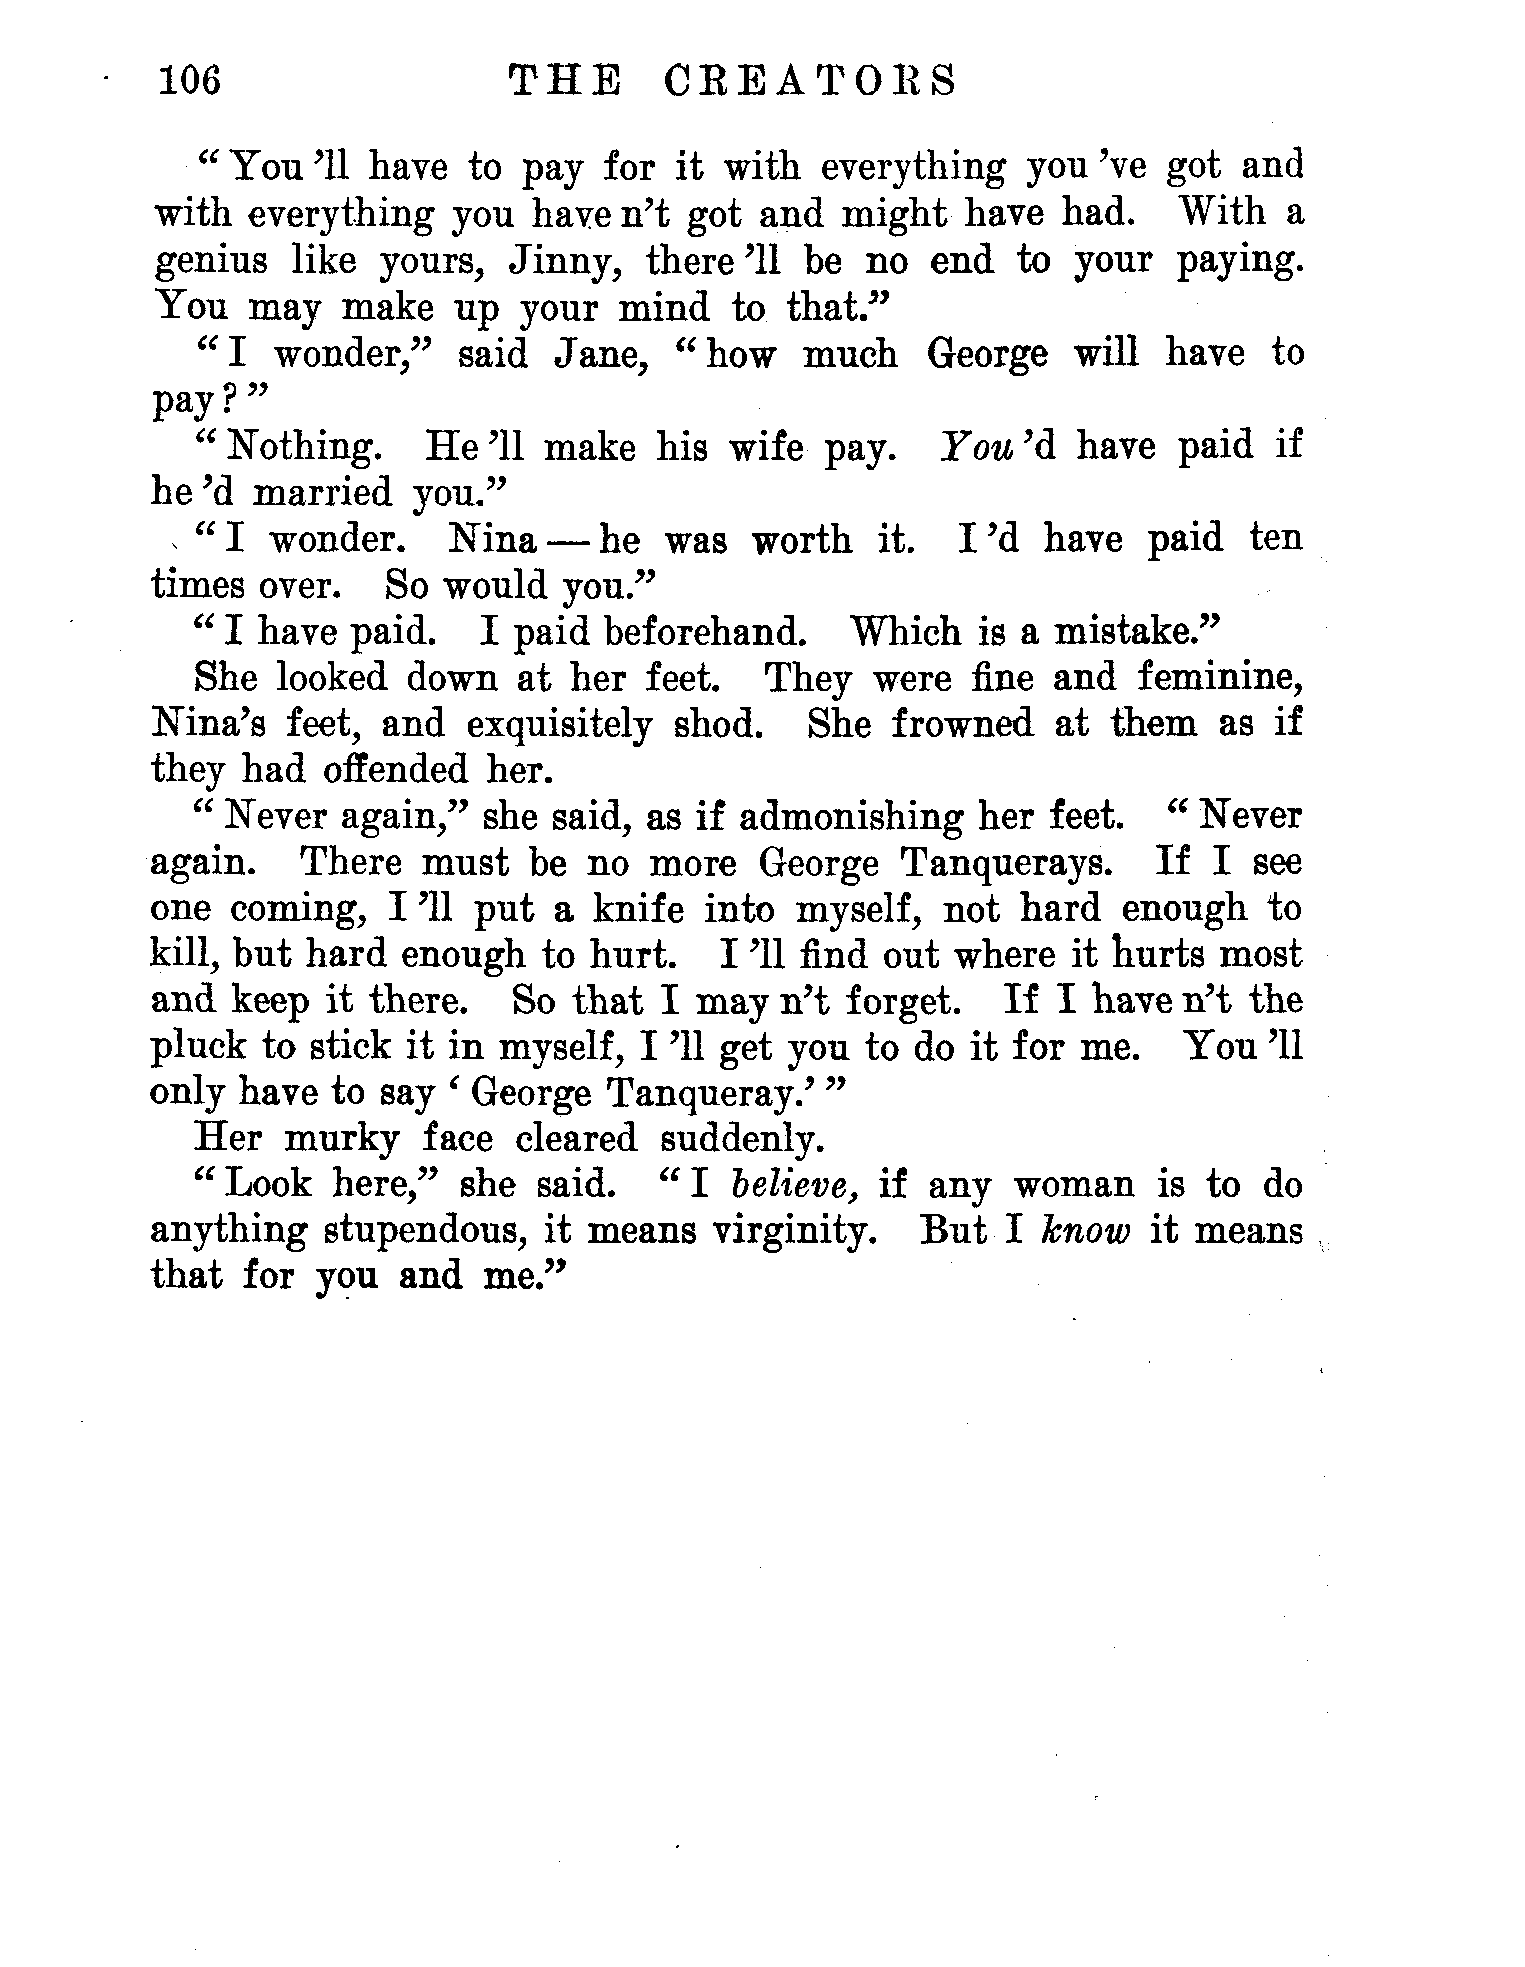 106 THE CREATORS
“You ’ll have to pay for it with everything you ’ve got and
with everything you have n’t got and might have had. With a
genius like yours, Jinny, there ’ll be no end to your paying.
You may make up your mind to that.”
“I wonder,” said Jane, “how much George will have to
pay?”
“Nothing. He ’ll make his wife pay. You ’d have paid if
he ’d married you.”
“I wonder. Nina — he was worth it. I ’d have paid ten
times over. So would you.”
“I have paid. I paid beforehand. Which is a mistake.”
She looked down at her feet. They were fine and feminine,
Nina’s feet, and exquisitely shod. She frowned at them as if
they had offended her.
“Never again,” she said, as if admonishing her feet. “Never
again. There must be no more George Tanquerays. If I see
one coming, I ’ll put a knife into myself, not hard enough to
kill, but hard enough to hurt. I ’ll find out where it hurts most
and keep it there. So that I may n’t forget. If I have n’t the
pluck to stick it in myself, I ’ll get you to do it for me. You ’ll
only have to say ‘George Tanqueray.’”
Her murky face cleared suddenly.
“Look here,” she said. “I believe, if any woman is to do
anything stupendous, it means virginity. But I know it means
that for you and me.”